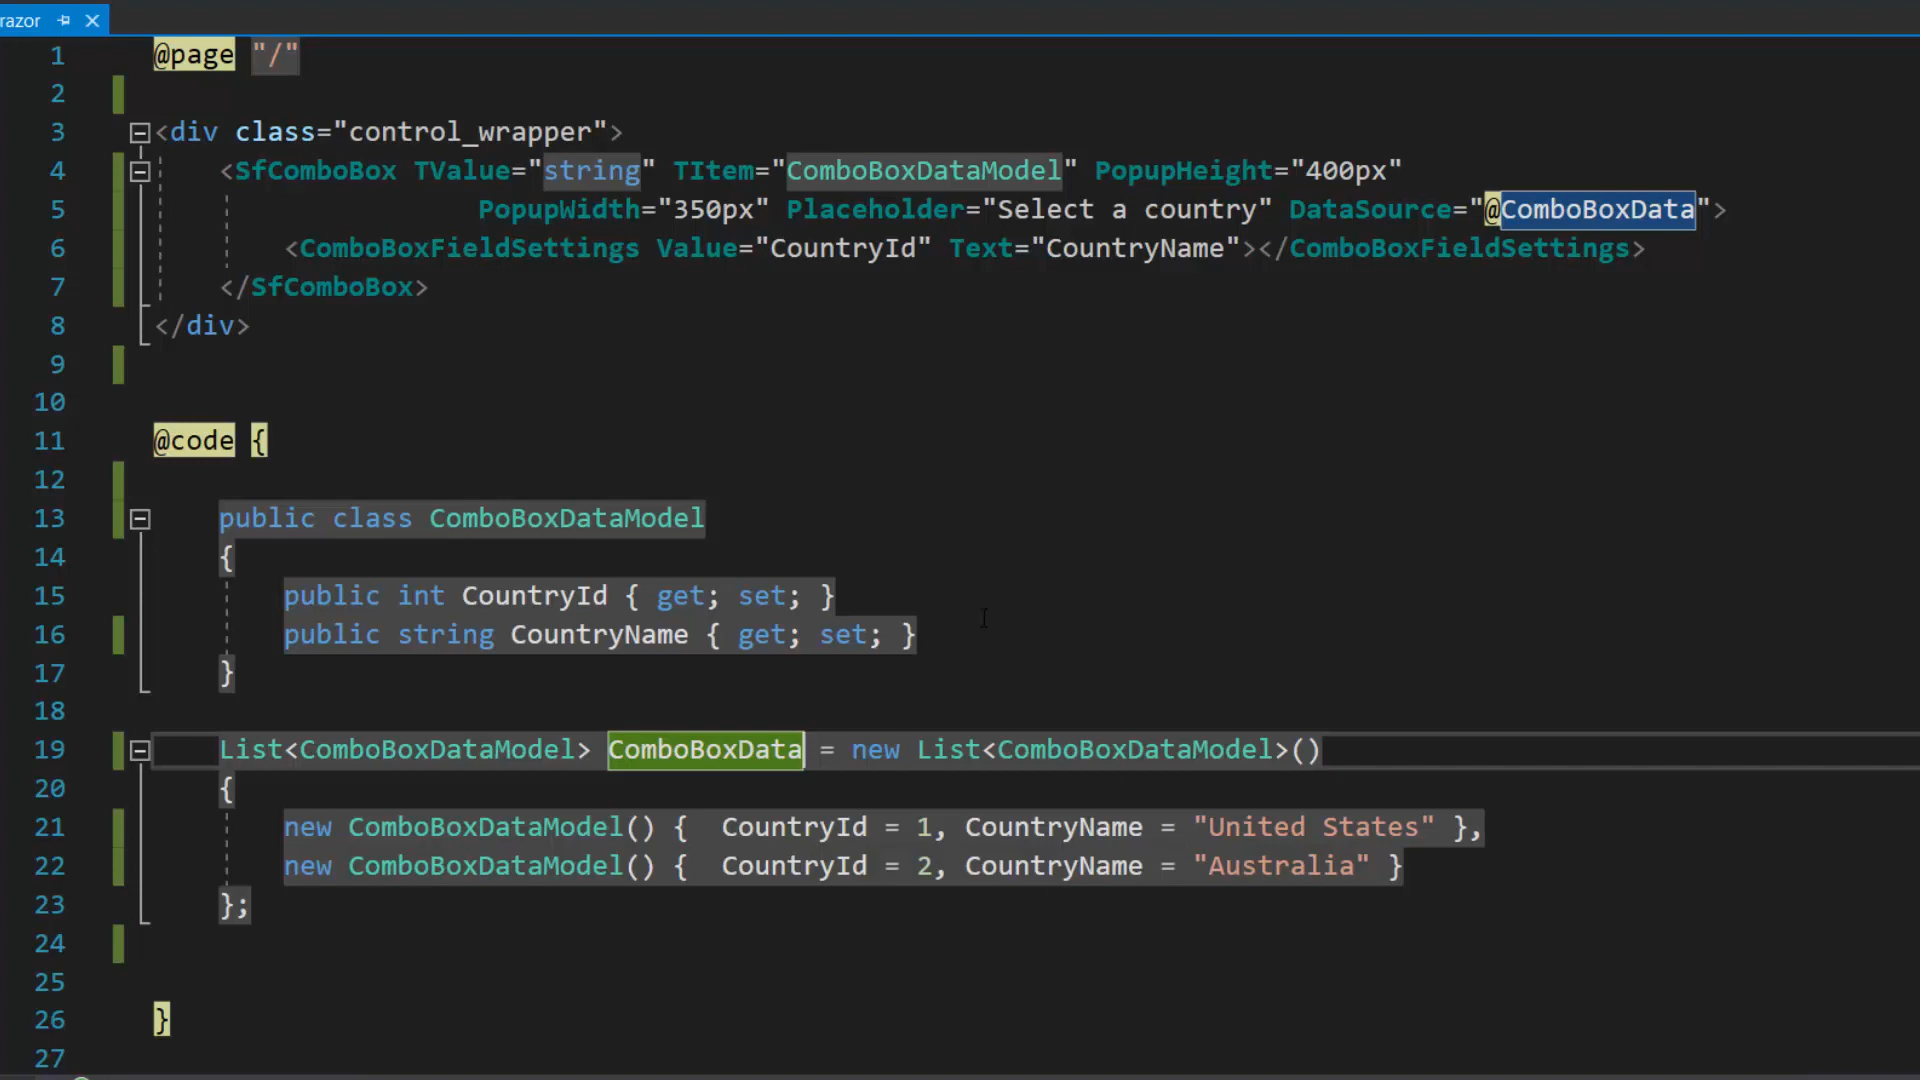 razor
1 @page "/"
2
3 <div class="control_wrapper">
4 <SfComboBox TValue="string" TItem="ComboBoxDataModel" PopupHeight="400px"
5 PopupWidth="350px" Placeholder="Select a country" DataSource="@ComboBoxData">
6 <ComboBoxFieldSettings Value="CountryId" Text="CountryName"></ComboBoxFieldSettings>
7 </SfComboBox>
8 </div>
9
10
11 @code {
12
13 public class ComboBoxDataModel
14 {
15 public int CountryId { get; set; }
16 public string CountryName { get; set; }
17 }
18
19 List<ComboBoxDataModel> ComboBoxData = new List<ComboBoxDataModel>()
20 {
21 new ComboBoxDataModel() {  CountryId = 1, CountryName = "United States" },
22 new ComboBoxDataModel() {  CountryId = 2, CountryName = "Australia" }
23 };
24
25
26 }
27